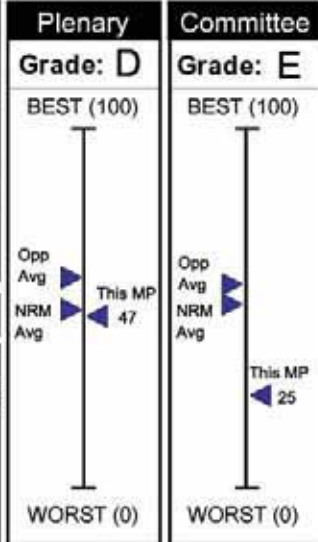 Plenary
Grade: D
BEST (100)
Opp
Avg
This MP
NRM
47
Avg
WORST (0)
Committee
Grade: E
BEST (100)
Opp
Avg
NRM
Avg
This MP
25
WORST (0)